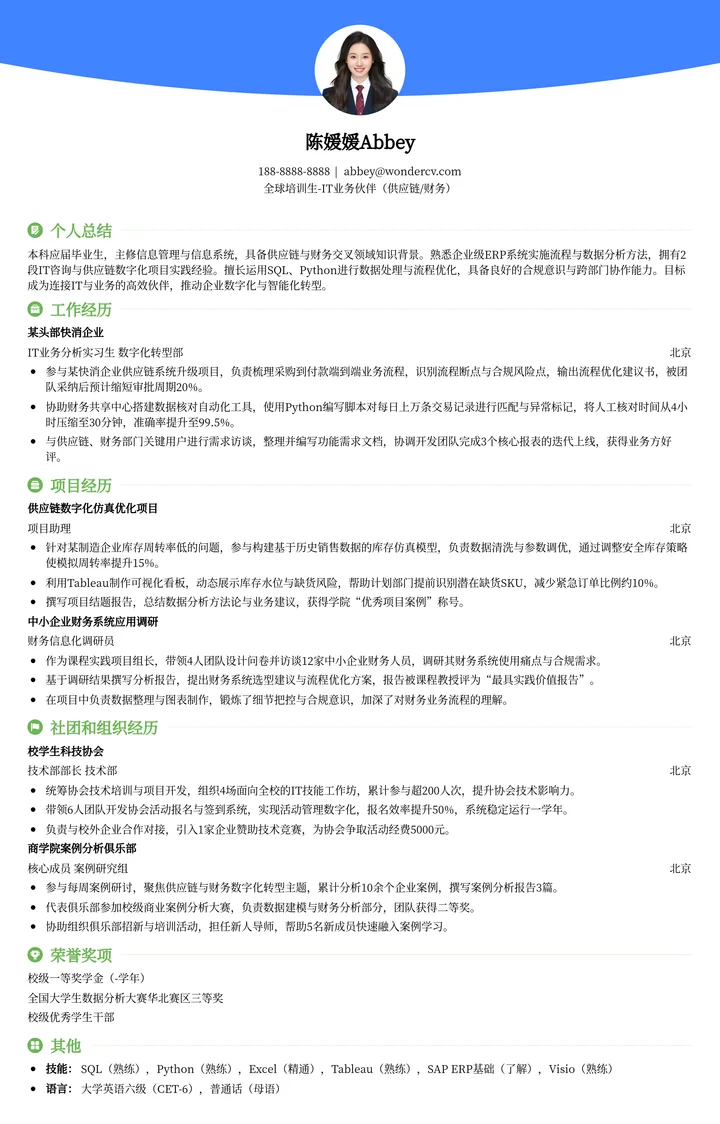 陈媛媛Abbey
188-8888-8888 | abbey@wondercv.com
全球培训生-IT业务伙伴（供应链/财务）
个人总结
本科应届毕业生，主修信息管理与信息系统，具备供应链与财务交叉领域知识背景。熟悉企业级ERP系统实施流程与数据分析方法，拥有2
段IT咨询与供应链数字化项目实践经验。擅长运用SQL、Python进行数据处理与流程优化，具备良好的合规意识与跨部门协作能力。目标
成为连接IT与业务的高效伙伴，推动企业数字化与智能化转型。
工作经历
某头部快消企业
IT业务分析实习生 数字化转型部 北京
• 参与某快消企业供应链系统升级项目，负责梳理采购到付款端到端业务流程，识别流程断点与合规风险点，输出流程优化建议书，被团
队采纳后预计缩短审批周期20%。
• 协助财务共享中心搭建数据核对自动化工具，使用Python编写脚本对每日上万条交易记录进行匹配与异常标记，将人工核对时间从4小
时压缩至30分钟，准确率提升至99.5%。
• 与供应链、财务部门关键用户进行需求访谈，整理并编写功能需求文档，协调开发团队完成3个核心报表的迭代上线，获得业务方好
评。
项目经历
供应链数字化仿真优化项目
项目助理 北京
• 针对某制造企业库存周转率低的问题，参与构建基于历史销售数据的库存仿真模型，负责数据清洗与参数调优，通过调整安全库存策略
使模拟周转率提升15%。
• 利用Tableau制作可视化看板，动态展示库存水位与缺货风险，帮助计划部门提前识别潜在缺货SKU，减少紧急订单比例约10%。
• 撰写项目结题报告，总结数据分析方法论与业务建议，获得学院“优秀项目案例”称号。
中小企业财务系统应用调研
财务信息化调研员 北京
• 作为课程实践项目组长，带领4人团队设计问卷并访谈12家中小企业财务人员，调研其财务系统使用痛点与合规需求。
• 基于调研结果撰写分析报告，提出财务系统选型建议与流程优化方案，报告被课程教授评为“最具实践价值报告”。
• 在项目中负责数据整理与图表制作，锻炼了细节把控与合规意识，加深了对财务业务流程的理解。
社团和组织经历
校学生科技协会
技术部部长 技术部 北京
• 统筹协会技术培训与项目开发，组织4场面向全校的IT技能工作坊，累计参与超200人次，提升协会技术影响力。
• 带领6人团队开发协会活动报名与签到系统，实现活动管理数字化，报名效率提升50%，系统稳定运行一学年。
• 负责与校外企业合作对接，引入1家企业赞助技术竞赛，为协会争取活动经费5000元。
商学院案例分析俱乐部
核心成员 案例研究组 北京
• 参与每周案例研讨，聚焦供应链与财务数字化转型主题，累计分析10余个企业案例，撰写案例分析报告3篇。
• 代表俱乐部参加校级商业案例分析大赛，负责数据建模与财务分析部分，团队获得二等奖。
• 协助组织俱乐部招新与培训活动，担任新人导师，帮助5名新成员快速融入案例学习。
荣誉奖项
校级一等奖学金（-学年）
全国大学生数据分析大赛华北赛区三等奖
校级优秀学生干部
其他
• 技能： SQL（熟练），Python（熟练），Excel（精通），Tableau（熟练），SAP ERP基础（了解），Visio（熟练）
• 语言： 大学英语六级（CET-6），普通话（母语）